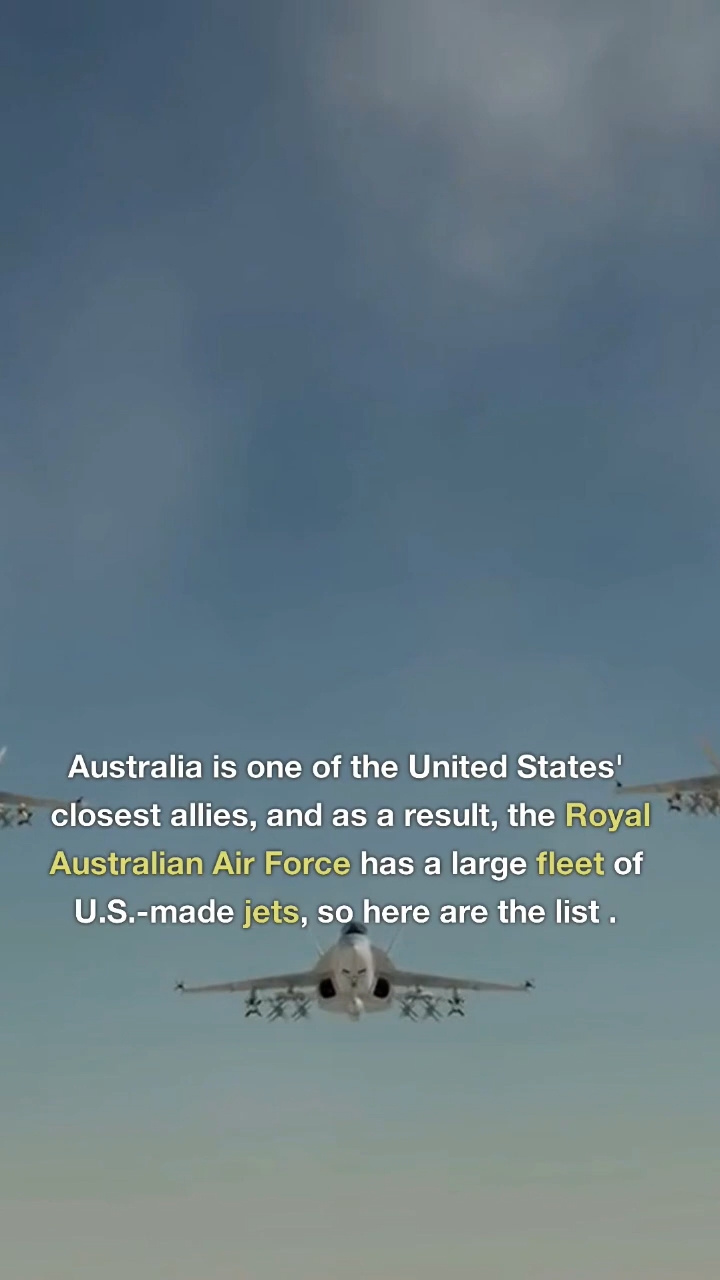 Australia is one of the United States'
closest allies, and as a result, the Royal
Australian Air Force has a large fleet of
U.S.-made jets, so here are the list .